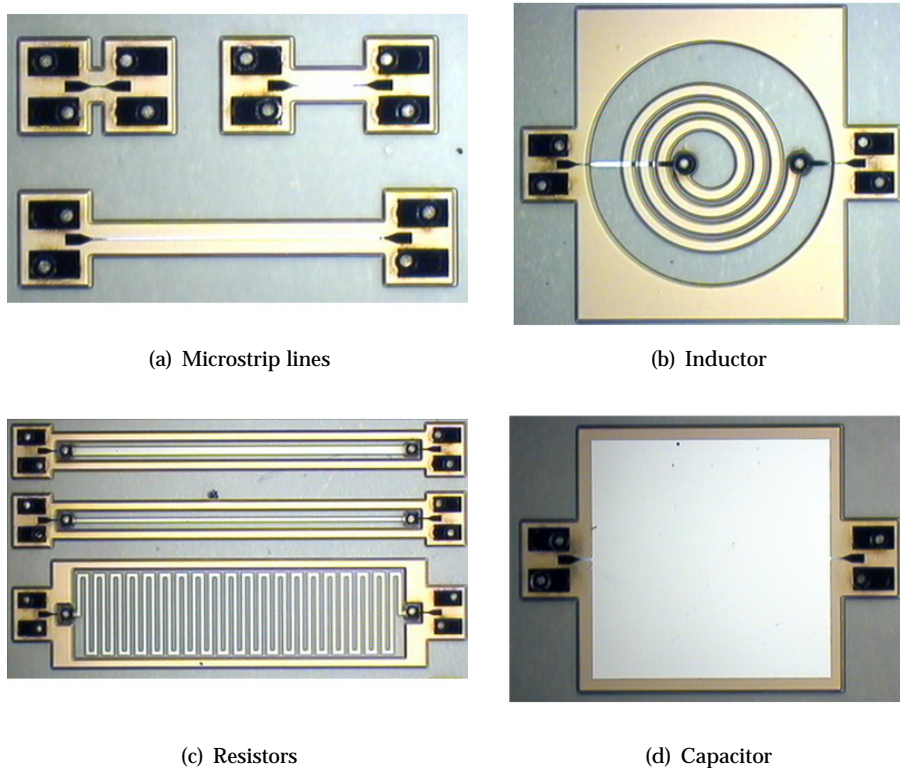 (a) Microstrip lines
(b) Inductor
(c) Resistors
(d) Capacitor